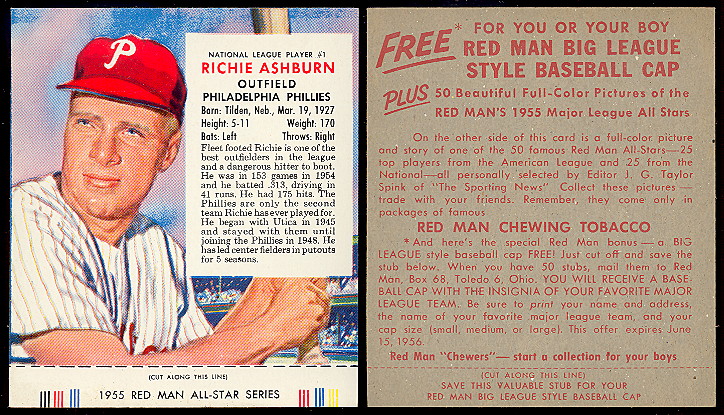 P
NATIONAL LEAGUE PLAYER #1
RICHIE ASHBURN
OUTFIELD
PHILADELPHIA PHILLIES
Born: Tilden, Neb., Mar. 19, 1927
Height: 5-11 Weight: 170
Bats: Left Throws: Right
Fleet footed Richie is one of the
best outfielders in the league
and a dangerous hitter to boot.
He was in 153 games in 1954
and he batted .313, driving in
41 runs. He had 175 hits. The
Phillies are only the second
team Richie has ever played for.
He began with Utica in 1945
and stayed with them until
joining the Phillies in 1948. He
has led center fielders in putouts
for 5 seasons.
P
(CUT ALONG THIS LINE)
1955 RED MAN ALL-STAR SERIES
FREE* FOR YOU OR YOUR BOY
RED MAN BIG LEAGUE
STYLE BASEBALL CAP
PLUS 50 Beautiful Full-Color Pictures of the
RED MAN'S 1955 Major League All Stars
On the other side of this card is a full-color picture
and story of one of the 50 famous Red Man All-Stars—25
top players from the American League and 25 from the
National—all personally selected by Editor J. G. Taylor
Spink of "The Sporting News" Collect these pictures—
trade with your friends. Remember, they come only in
packages of famous
RED MAN CHEWING TOBACCO
*And here's the special Red Man bonus—a BIG
LEAGUE style baseball cap FREE! Just cut off and save the
stub below. When you have 50 stubs, mail them to Red
Man, Box 68, Toledo 6, Ohio. YOU WILL RECEIVE A BASE-
BALL CAP WITH THE INSIGNIA OF YOUR FAVORITE MAJOR
LEAGUE TEAM. Be sure to print your name and address,
the name of your favorite major league team, and your
cap size (small, medium, or large). This offer expires June
15, 1956.
Red Man "Chewers"— start a collection for your boys
(CUT ALONG THIS LINE)
SAVE THIS VALUABLE STUB FOR YOUR
RED MAN BIG LEAGUE STYLE BASEBALL CAP